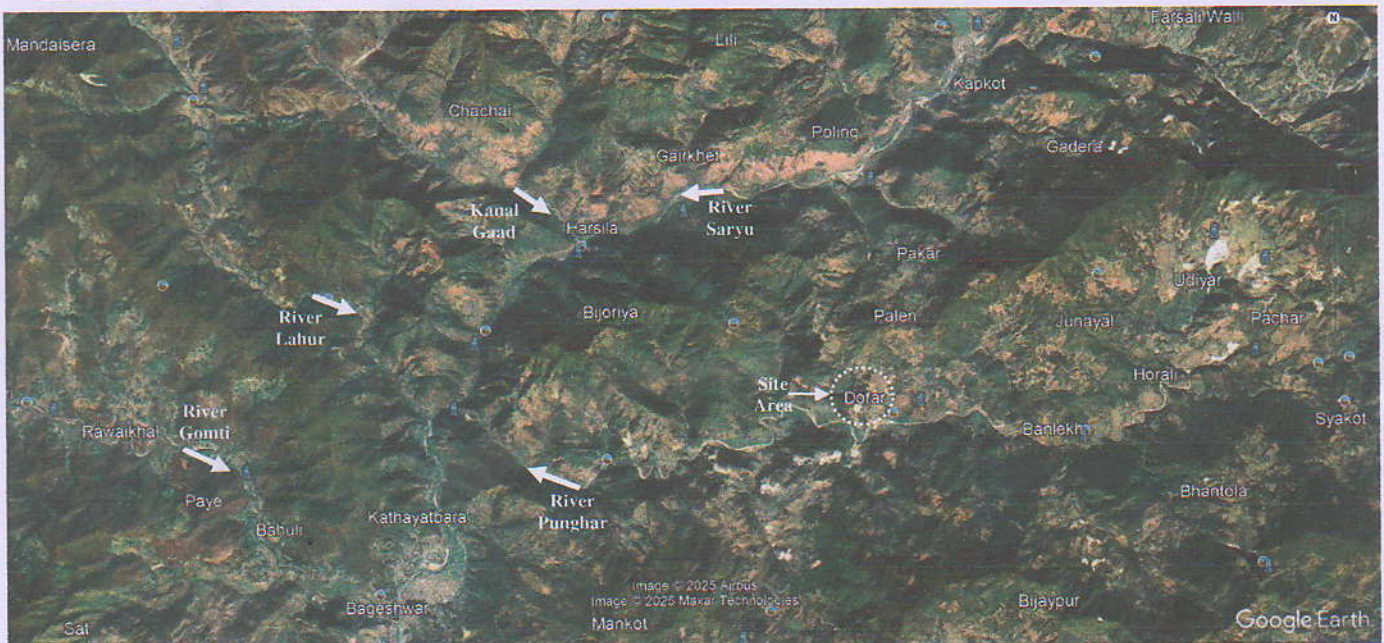 Farsali Walli
N
Mandalsera
Lili
Kapkot
Chachai
Poling
Gadera
Gairkhet
Kanal
Gaad
River
Saryu
Harsila
Pakar
Udiyar
River
Lahur
Bijoriya
Palen
Junayal
Pachar
Site
Area
Dofar
Horali
River
Gomti
Rawaikhal
Banlekh
Syakot
Paye
River
Punghar
Bhantola
Kathayatbara
Bahuli
Image © 2025 Airbus
Image © 2025 Maxar Technologies
Bageshwar
Bijaypur
Mankot
Sat
Google Earth